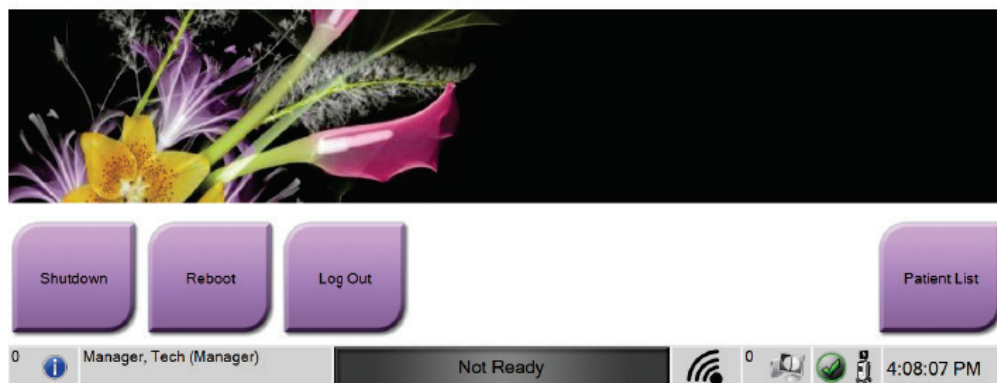 Shutdown
Reboot
Log Out
Patient List
0
Manager, Tech (Manager)
Not Ready
0
4:08:07 PM